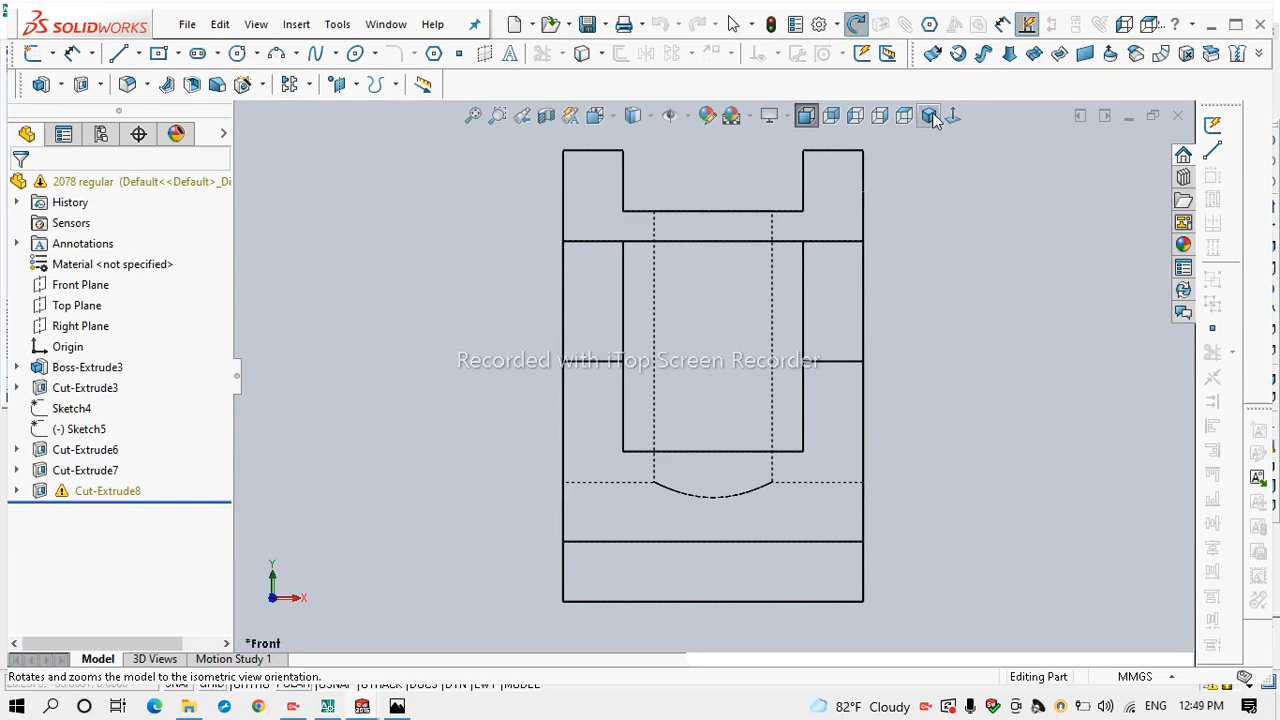 SOLIDWORKS File Edit View Insert Tools Window Help
2078 regular (Default<<Default>_Di
History
Sensors
Annotations
Material <not specified>
Front Plane
Top Plane
Right Plane
Origin
Boss-Extrude3
Cut-Extrude3
Sketch4
(-) Sketch5
Cut-Extrude6
Cut-Extrude7
Cut-Extrude8
Recorded with iTop Screen Recorder
Y
X
*Front
Model 3D Views Motion Study 1
Rotates and zooms the model to the isometric view orientation. Editing Part MMGS
82°F Cloudy ENG 12:49 PM